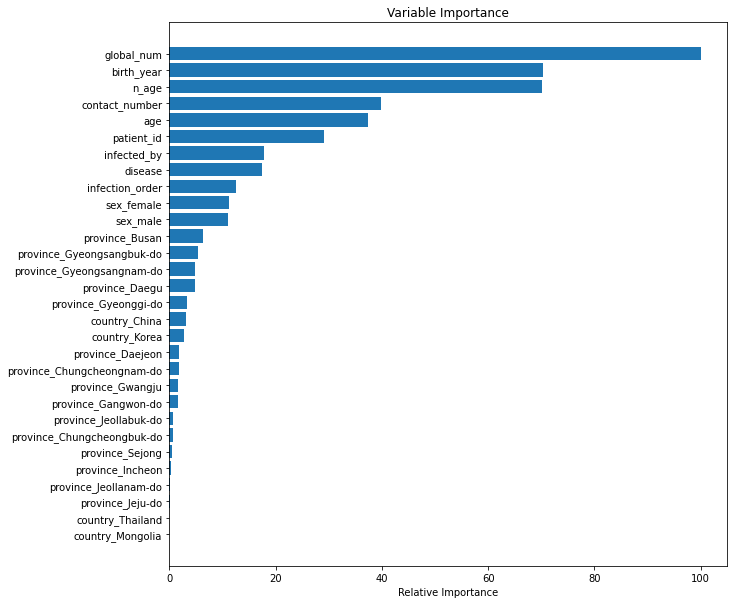 Variable Importance
global_num
birth_year
n_age
contact_number
age
patient_id
infected_by
disease
infection_order
sex_female
sex_male
province_Busan
province_Gyeongsangbuk-do
province_Gyeongsangnam-do
province_Daegu
province_Gyeonggi-do
country_China
country_Korea
province_Daejeon
province_Chungcheongnam-do
province_Gwangju
province_Gangwon-do
province_Jeollabuk-do
province_Chungcheongbuk-do
province_Sejong
province_Incheon
province_Jeollanam-do
province_Jeju-do
country_Thailand
country_Mongolia
0 20 40 60 80 100
Relative Importance